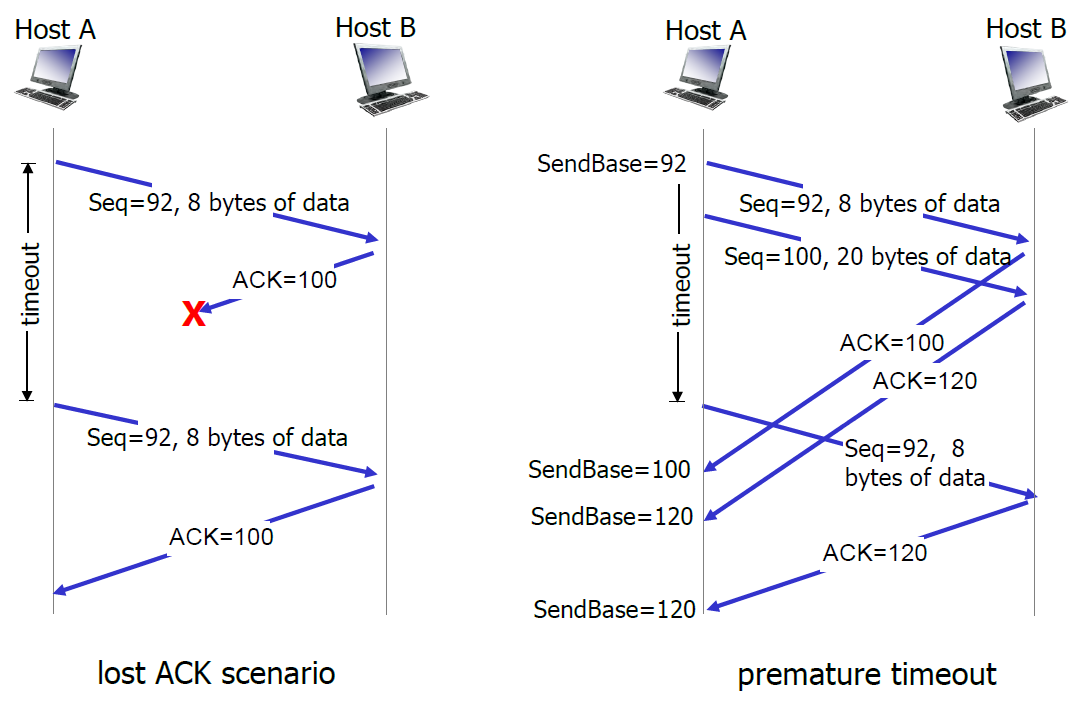 Host A
Host B
Seq=92, 8 bytes of data
ACK=100
X
timeout
Seq=92, 8 bytes of data
ACK=100
lost ACK scenario
Host A
Host B
SendBase=92
Seq=92, 8 bytes of data
Seq=100, 20 bytes of data
timeout
ACK=100
ACK=120
Seq=92, 8
bytes of data
SendBase=100
SendBase=120
ACK=120
SendBase=120
premature timeout